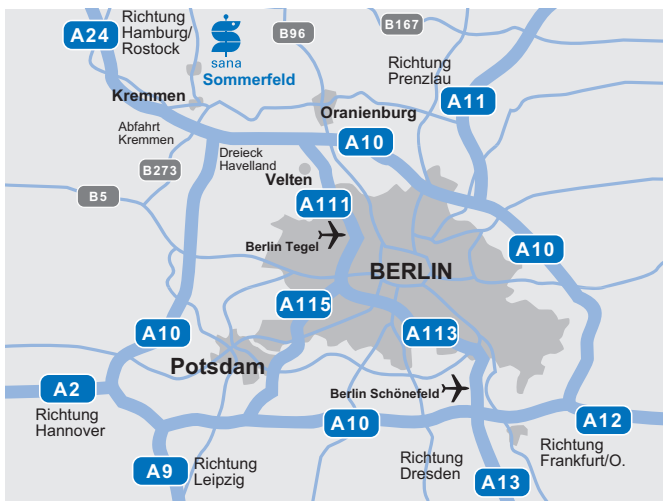 A24
Richtung
Hamburg/
Rostock
sana
Sommerfeld
B96
B167
Richtung
Prenzlau
A11
Kremmen
Oranienburg
Abfahrt
Kremmen
A10
Dreieck
Havelland
B273
Velten
B5
A111
Berlin Tegel
A10
BERLIN
A115
A10
A113
Potsdam
A2
Berlin Schönefeld
Richtung
Hannover
A10
A12
Richtung
Frankfurt/O.
A9
Richtung
Leipzig
Richtung
Dresden
A13